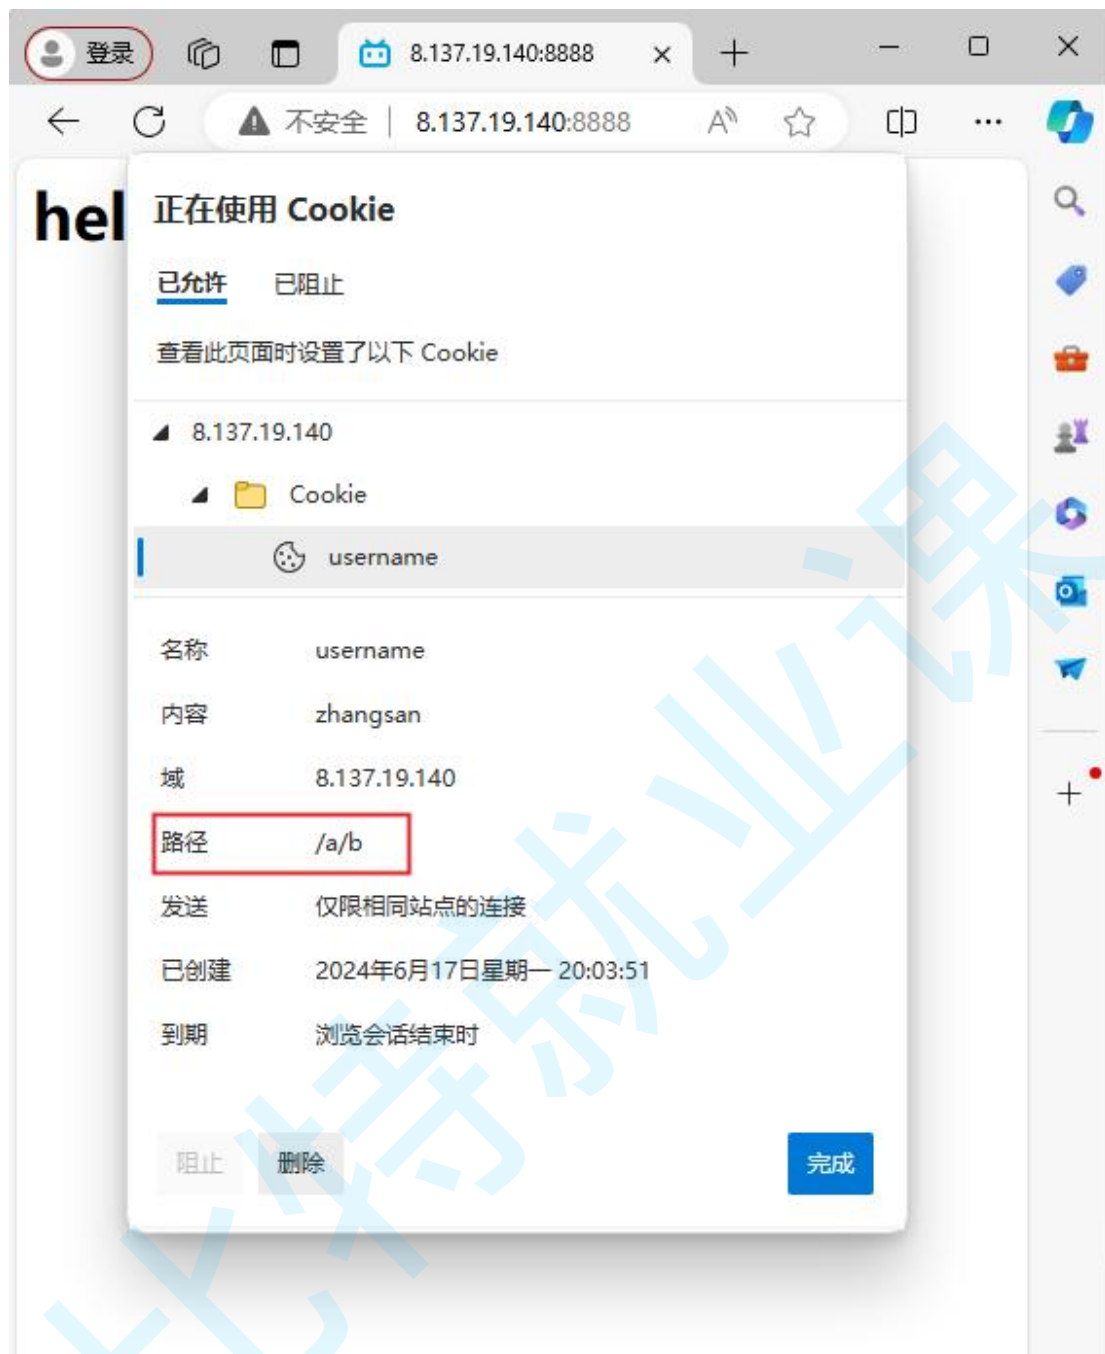 登录
8.137.19.140:8888
不安全
8.137.19.140:8888
hel
正在使用 Cookie
已允许 已阻止
查看此页面时设置了以下 Cookie
8.137.19.140
Cookie
username
名称 username
内容 zhangsan
域 8.137.19.140
路径 /a/b
发送 仅限相同站点的连接
已创建 2024年6月17日星期一 20:03:51
到期 浏览会话结束时
阻止 删除 完成
比特就业课